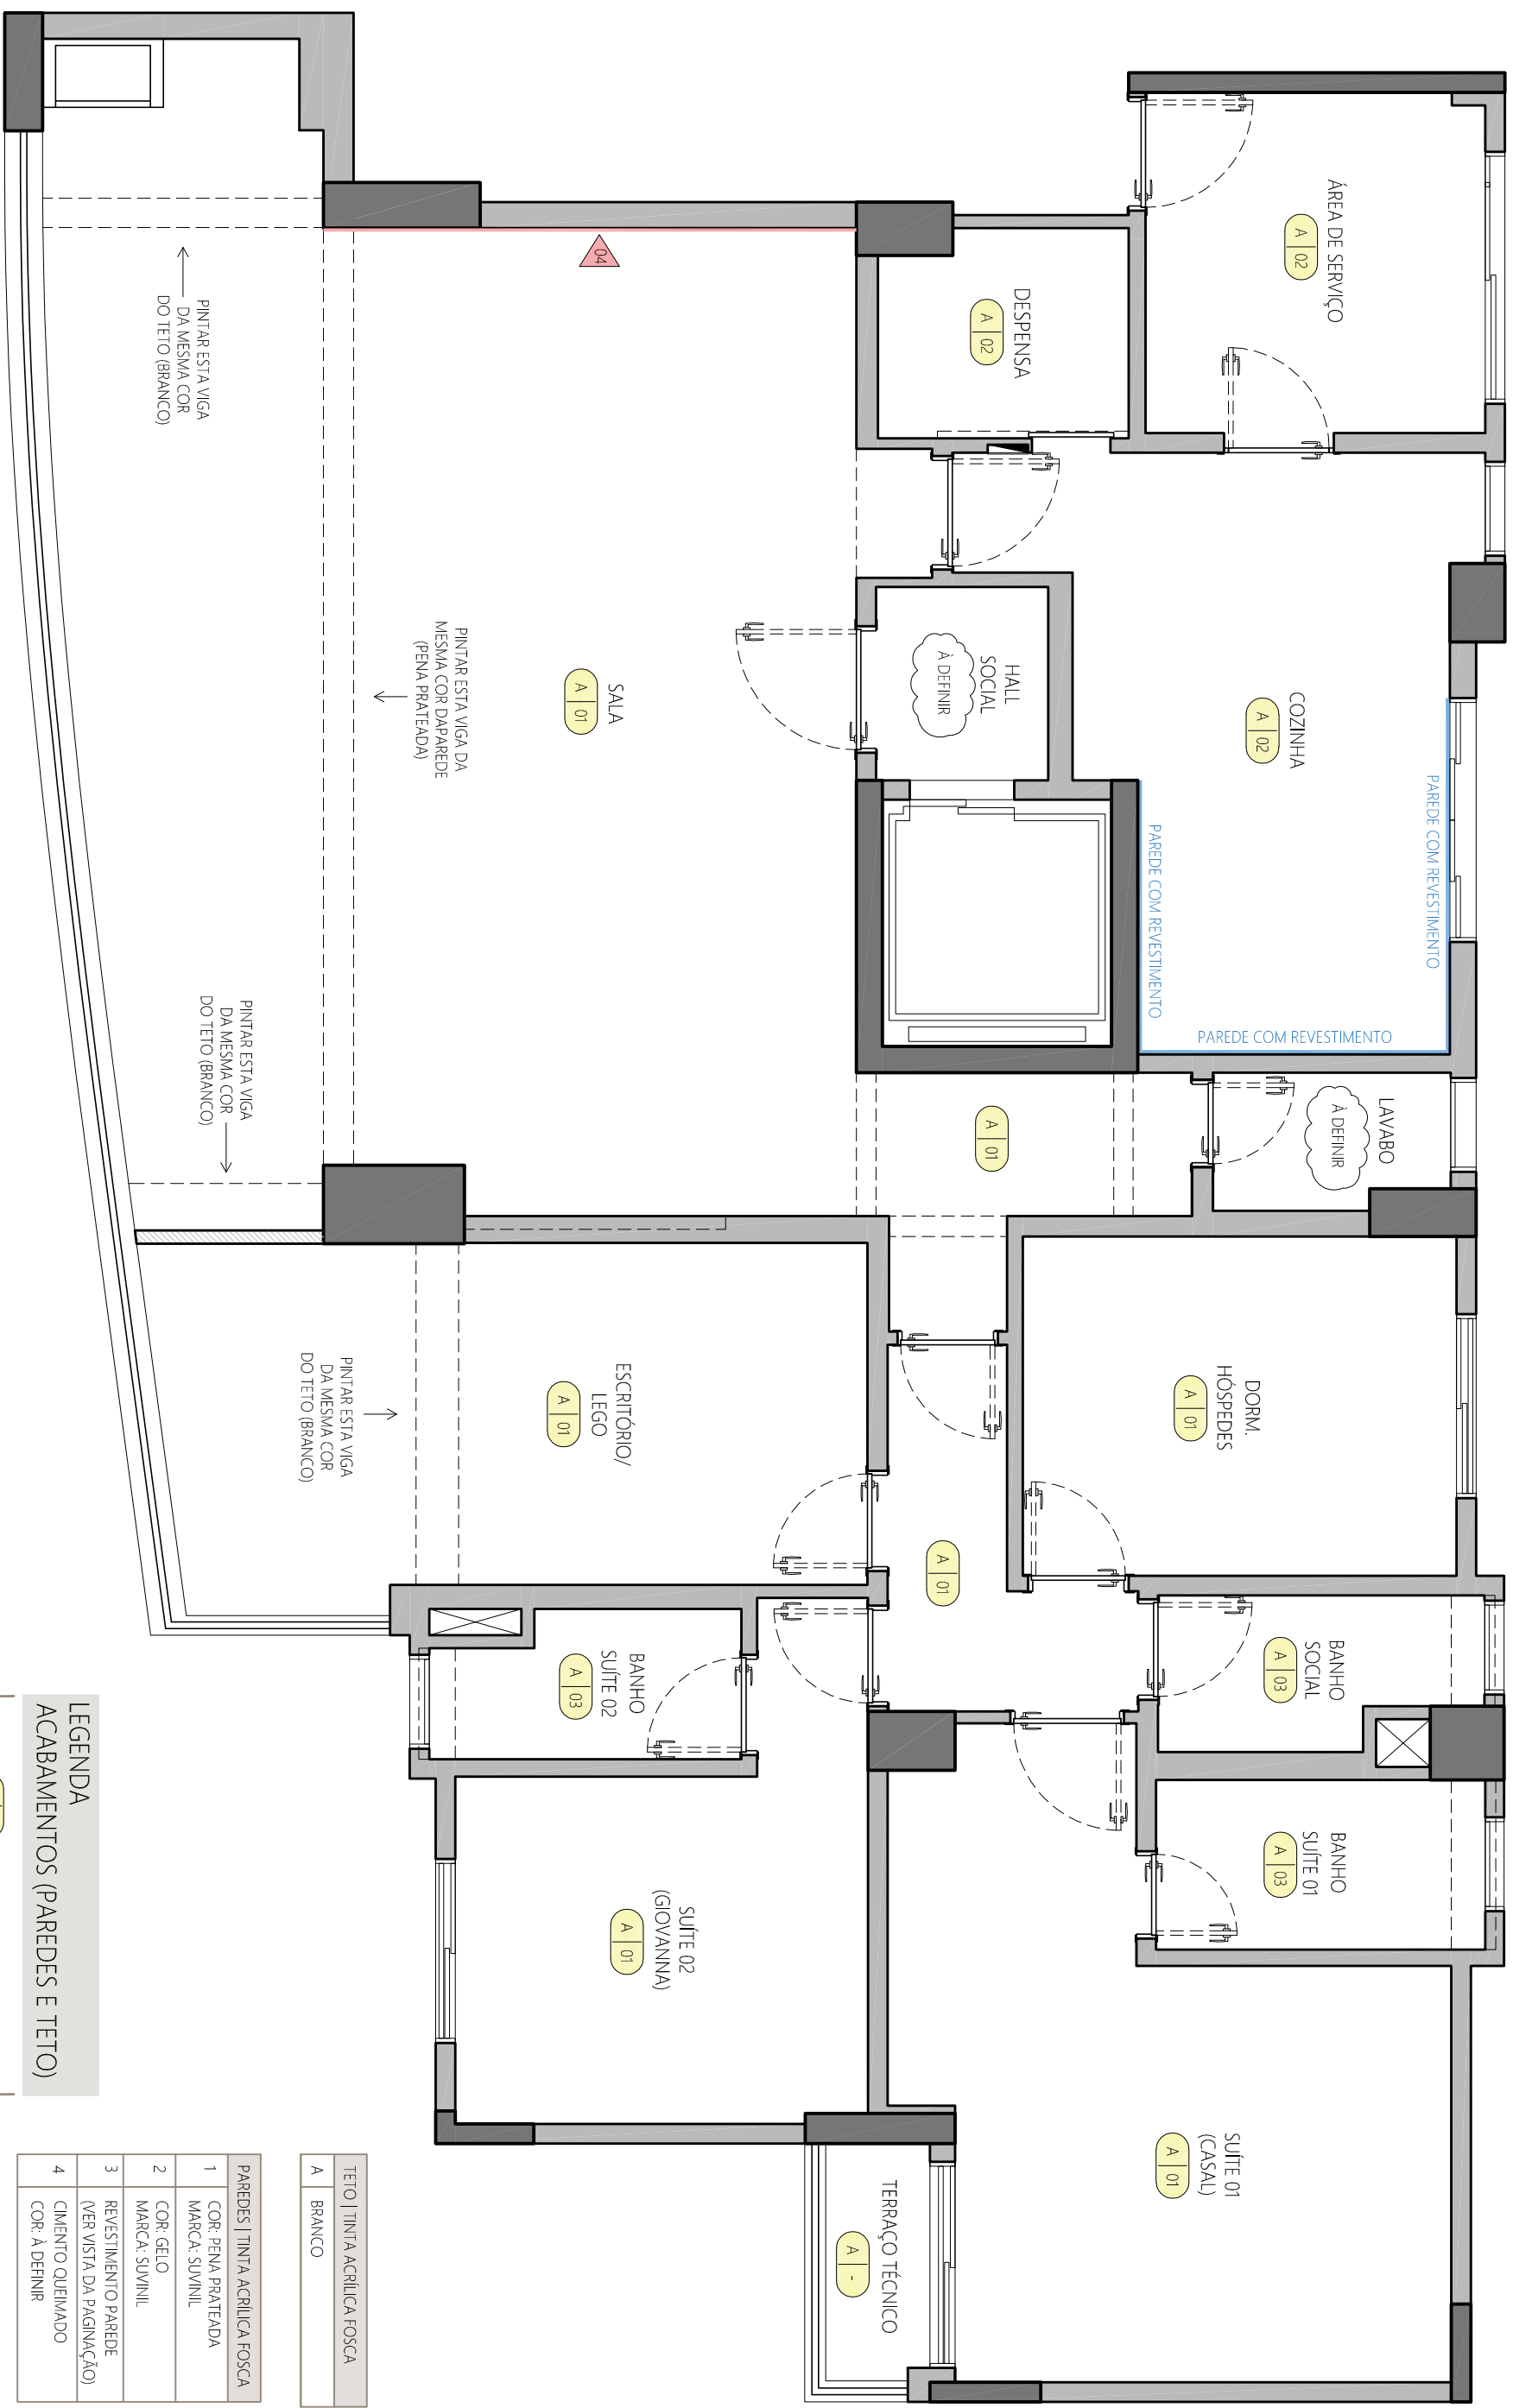 ÁREA DE SERVIÇO
A 02
DESPENSA
A 02
COZINHA
A 02
PAREDE COM REVESTIMENTO
PAREDE COM REVESTIMENTO
PAREDE COM REVESTIMENTO
HALL
SOCIAL
À DEFINIR
LAVABO
À DEFINIR
04
SALA
A 01
PINTAR ESTA VIGA DA
MESMA COR DAPAREDE
(PENA PRATEADA)
PINTAR ESTA VIGA
DA MESMA COR
DO TETO (BRANCO)
PINTAR ESTA VIGA
DA MESMA COR
DO TETO (BRANCO)
A 01
DORM.
HÓSPEDES
A 01
ESCRITÓRIO/
LEGO
A 01
PINTAR ESTA VIGA
DA MESMA COR
DO TETO (BRANCO)
A 01
BANHO
SOCIAL
A 03
BANHO
SUÍTE 01
A 03
BANHO
SUÍTE 02
A 03
SUÍTE 02
(GIOVANNA)
A 01
SUÍTE 01
(CASAL)
A 01
TERRAÇO TÉCNICO
A -
LEGENDA
ACABAMENTOS (PAREDES E TETO)
TETO | TINTA ACRÍLICA FOSCA
A BRANCO
PAREDES | TINTA ACRÍLICA FOSCA
1 COR: PENA PRATEADA
MARCA: SUVINIL
2 COR: GELO
MARCA: SUVINIL
3 REVESTIMENTO PAREDE
(VER VISTA DA PAGINAÇÃO)
4 CIMENTO QUEIMADO
COR: À DEFINIR